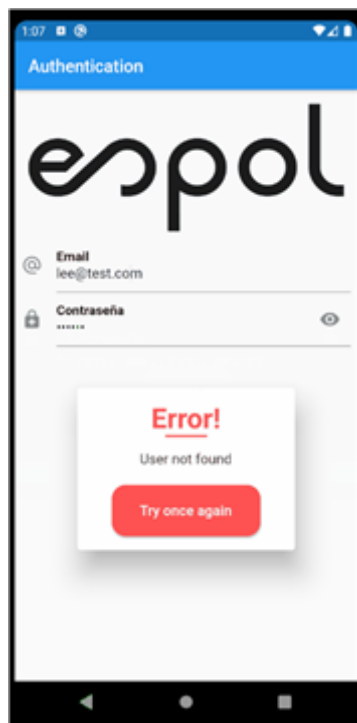 1:07
Authentication
espol
Email
lee@test.com
Contraseña
Error!
User not found
Try once again